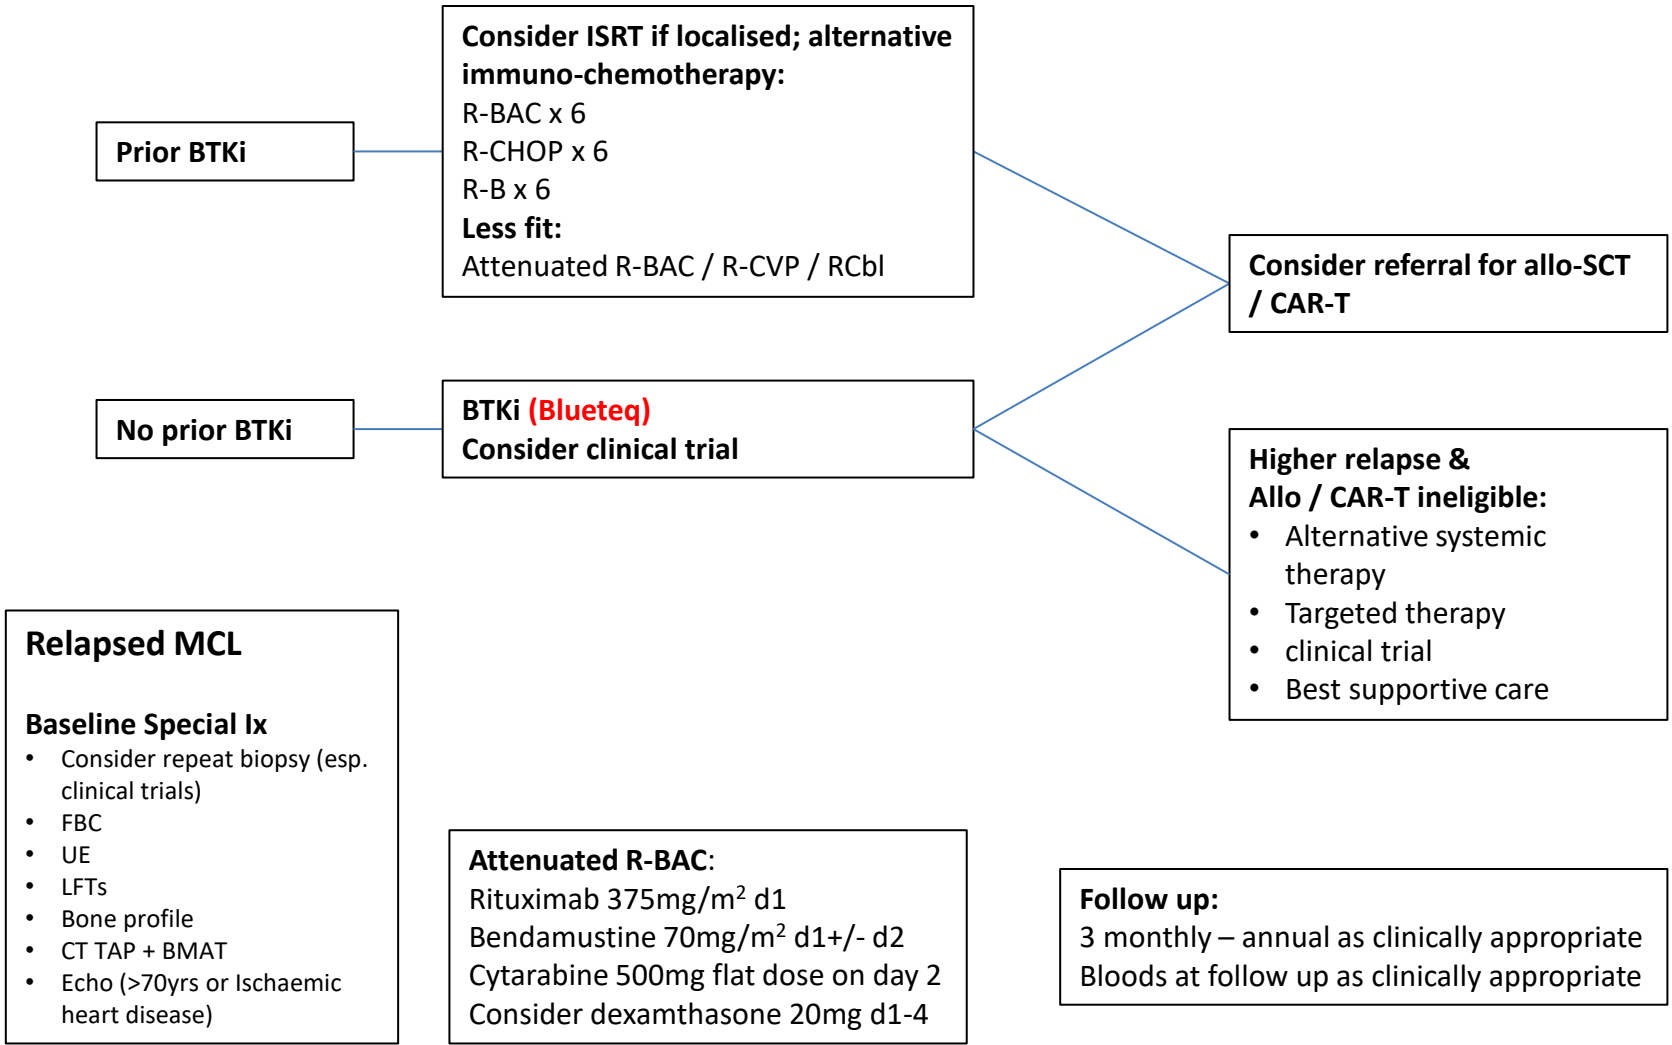 Prior BTKi
Consider ISRT if localised; alternative
immuno-chemotherapy:
R-BAC x 6
R-CHOP x 6
R-B x 6
Less fit:
Attenuated R-BAC / R-CVP / RCbl
No prior BTKi
BTKi (Blueteq)
Consider clinical trial
Consider referral for allo-SCT
/ CAR-T
Higher relapse &
Allo / CAR-T ineligible:
• Alternative systemic
therapy
• Targeted therapy
• clinical trial
• Best supportive care
Relapsed MCL
Baseline Special Ix
• Consider repeat biopsy (esp.
clinical trials)
• FBC
• UE
• LFTs
• Bone profile
• CT TAP + BMAT
• Echo (>70yrs or Ischaemic
heart disease)
Attenuated R-BAC:
Rituximab 375mg/m² d1
Bendamustine 70mg/m² d1+/- d2
Cytarabine 500mg flat dose on day 2
Consider dexamthasone 20mg d1-4
Follow up:
3 monthly – annual as clinically appropriate
Bloods at follow up as clinically appropriate